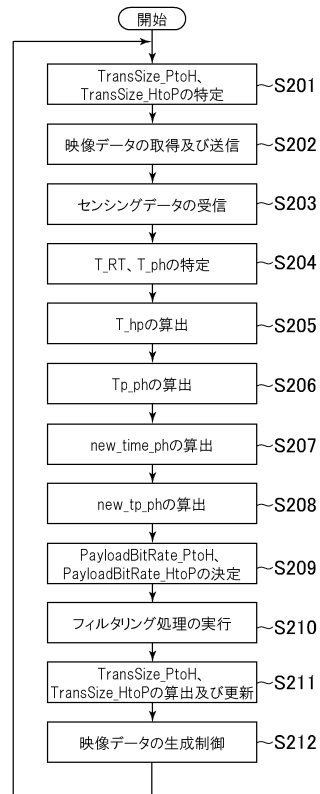 開始
TransSize_PtoH、
TransSize_HtoPの特定
S201
映像データの取得及び送信
S202
センシングデータの受信
S203
T_RT、T_phの特定
S204
T_hpの算出
S205
Tp_phの算出
S206
new_time_phの算出
S207
new_tp_phの算出
S208
PayloadBitRate_PtoH、
PayloadBitRate_HtoPの決定
S209
フィルタリング処理の実行
S210
TransSize_PtoH、
TransSize_HtoPの算出及び更新
S211
映像データの生成制御
S212